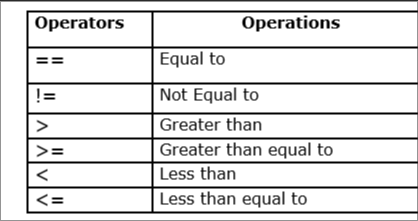 Operators Operations
== Equal to
!= Not Equal to
> Greater than
>= Greater than equal to
< Less than
<= Less than equal to